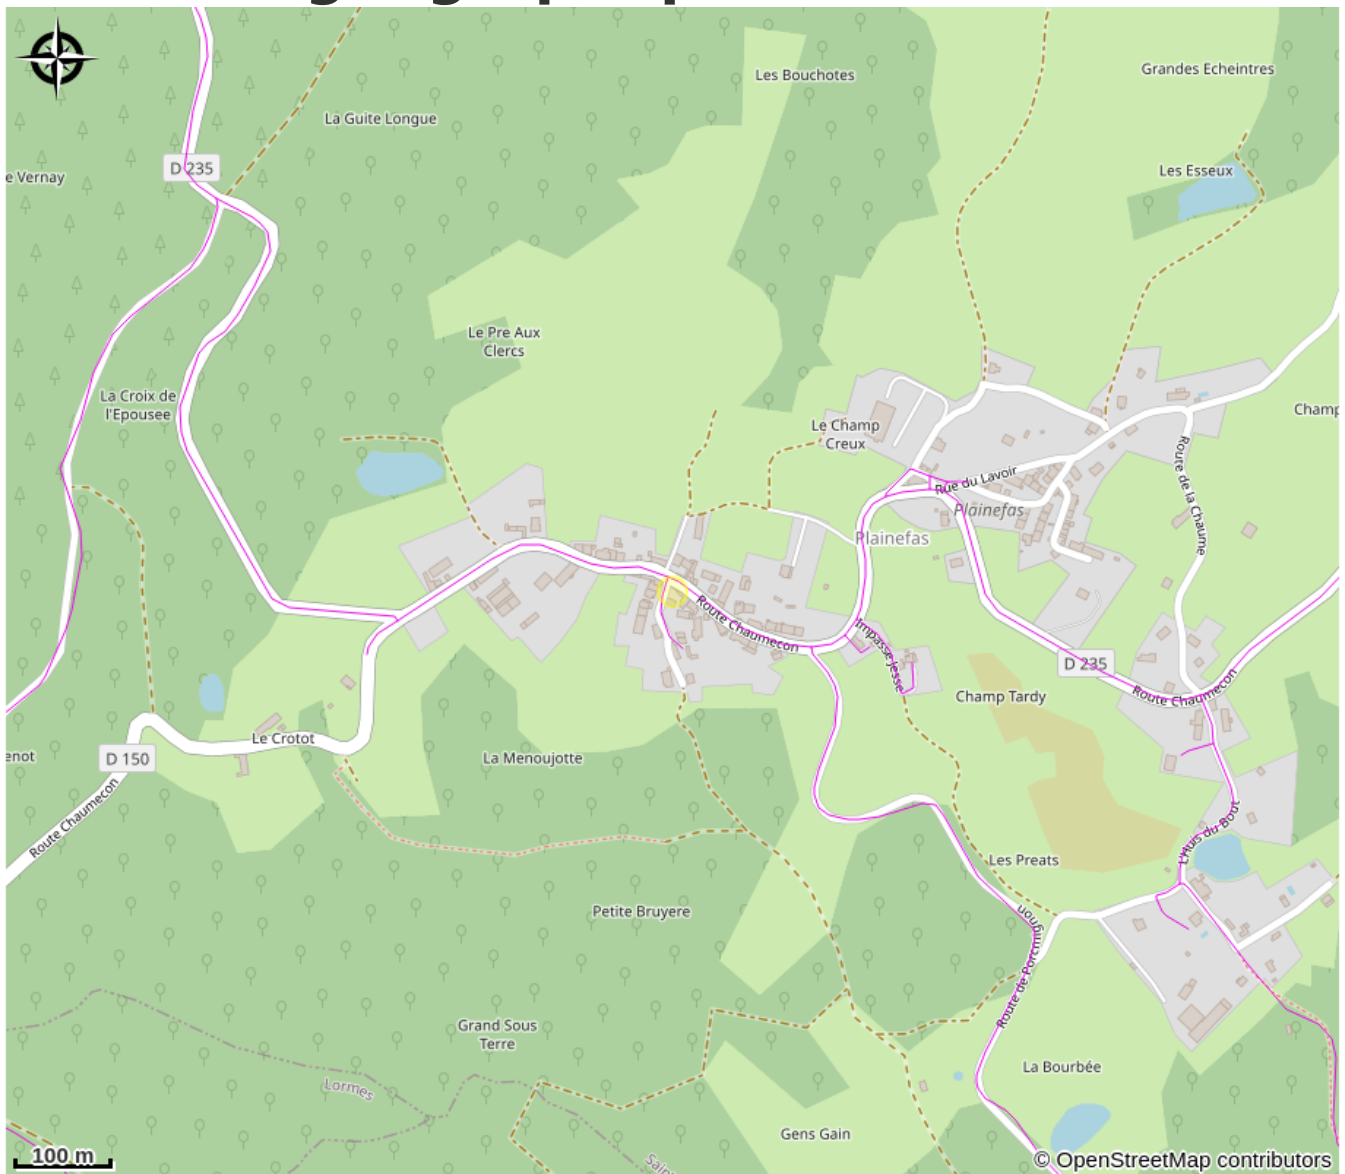 Les Bouchotes
Grandes Echeintres
La Guite Longue
D 235
e Vernay
Les Esseux
Le Pre Aux
Clercs
La Croix de
l'Epousee
Le Champ
Creux
Champ
Rue du Lavoir
Plainefas
Plainefas
Route de la Chaume
Route Chaumecon
Impasse Jesse
D 235
Route Chaumecon
Champ Tardy
enot
D 150
Le Crotot
La Menoujotte
Route Chaumecon
L'Huis du Bout
Les Preats
Petite Bruyere
Route de Porcmignon
Grand Sous
Terre
Lormes
La Bourbée
Gens Gain
100 m
Sain
© OpenStreetMap contributors